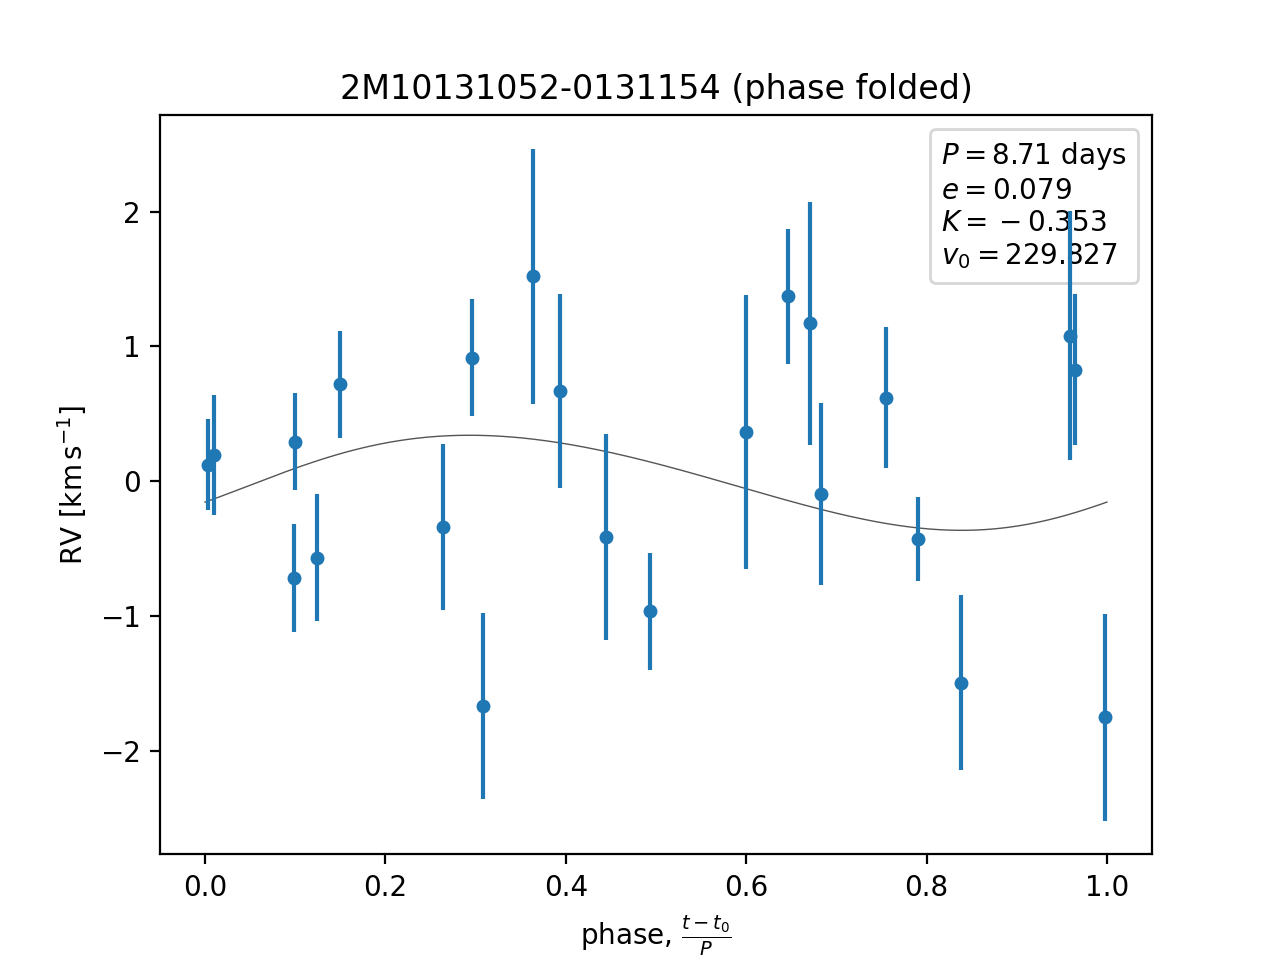 2M10131052-0131154 (phase folded)
P = 8.71 days
e = 0.079
K = −0.353
v₀ = 229.827
2
1
0
−1
−2
RV [km s⁻¹]
0.0 0.2 0.4 0.6 0.8 1.0
phase, (t − t₀)/P